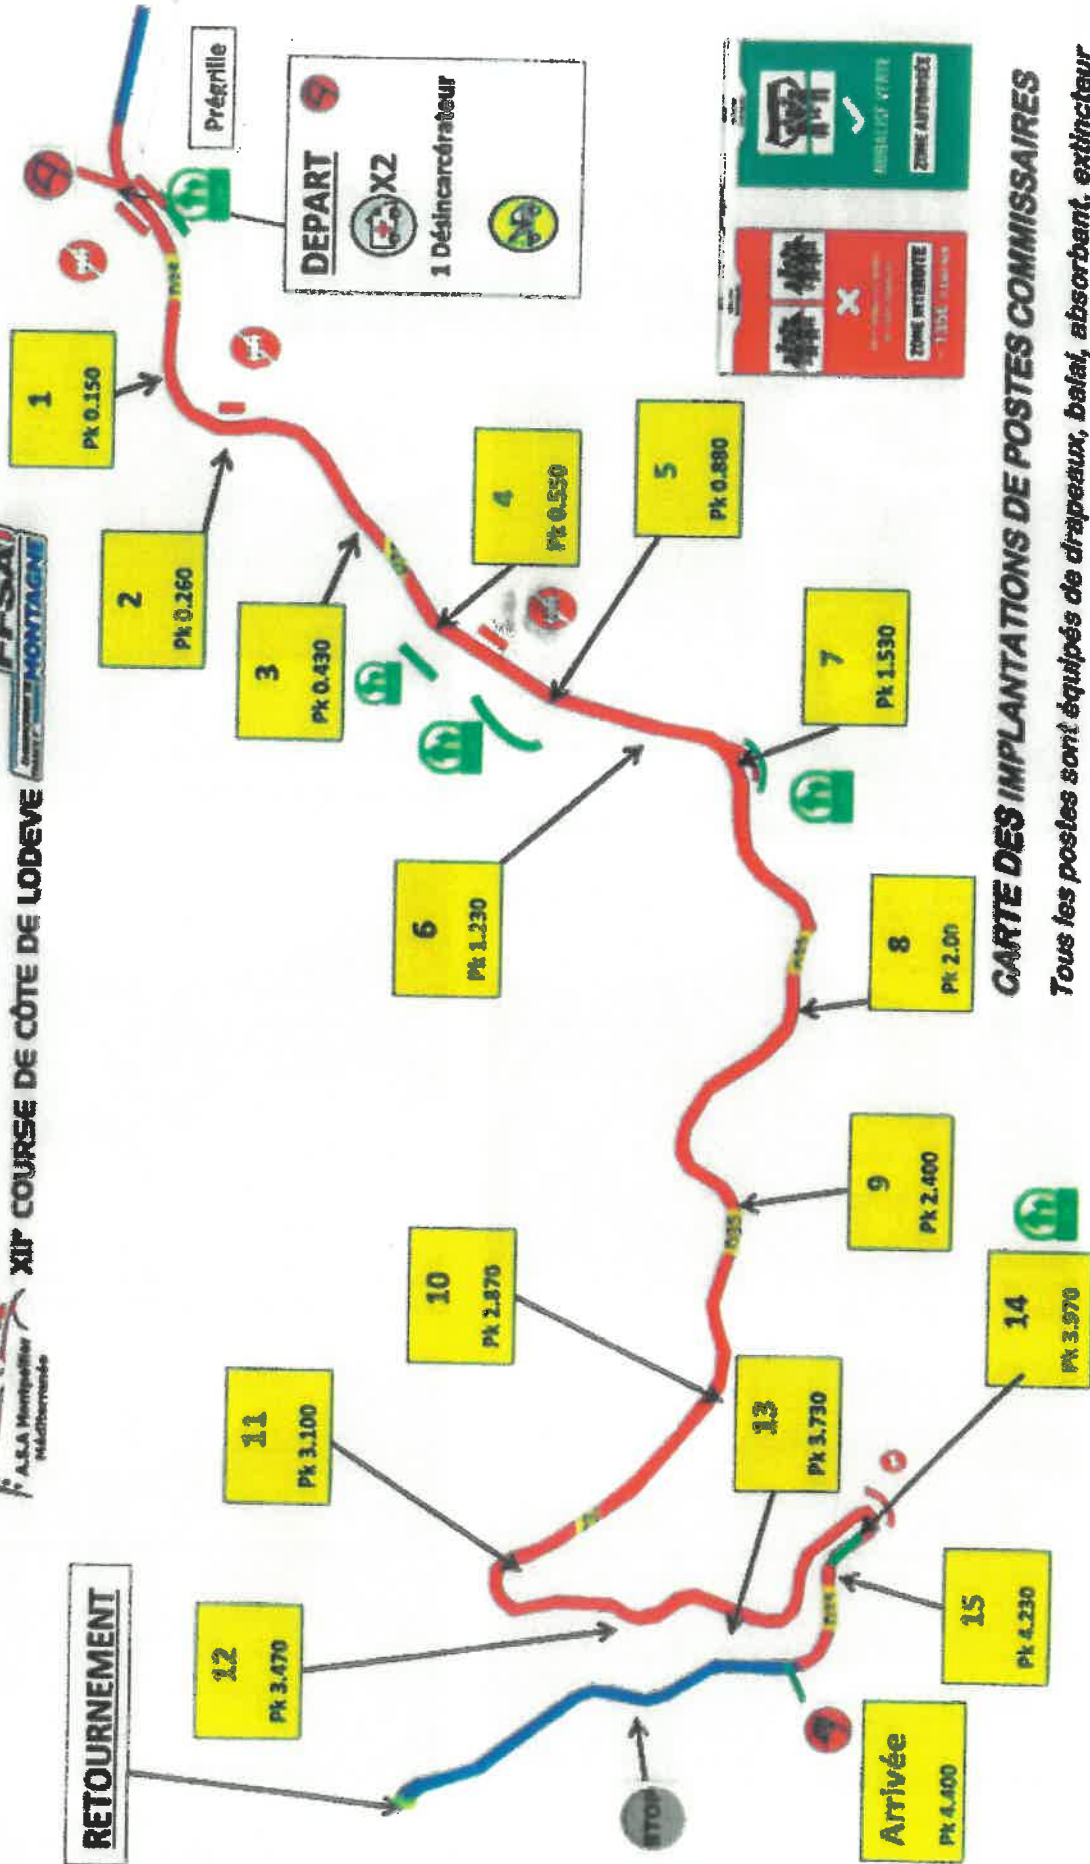 A.S.A Montpellier
Méditerranée
XIIᵉ COURSE DE CÔTE DE LODEVE
FFSA
MONTAGNE
Prégrille
DEPART
X2
1 Désincarcérateur
1
Pk 0.150
2
Pk 0.260
3
Pk 0.430
4
Pk 0.550
5
Pk 0.880
6
Pk 1.230
7
Pk 1.530
8
Pk 2.00
9
Pk 2.400
10
Pk 2.870
11
Pk 3.100
12
Pk 3.470
13
Pk 3.730
14
Pk 3.970
15
Pk 4.230
Arrivée
Pk 4.400
STOP
RETOURNEMENT
ZONE INTERDITE
ZONE AUTORISÉE
CARTE DES IMPLANTATIONS DE POSTES COMMISSAIRES
Tous les postes sont équipés de drapeaux, balai, absorbant, extincteur